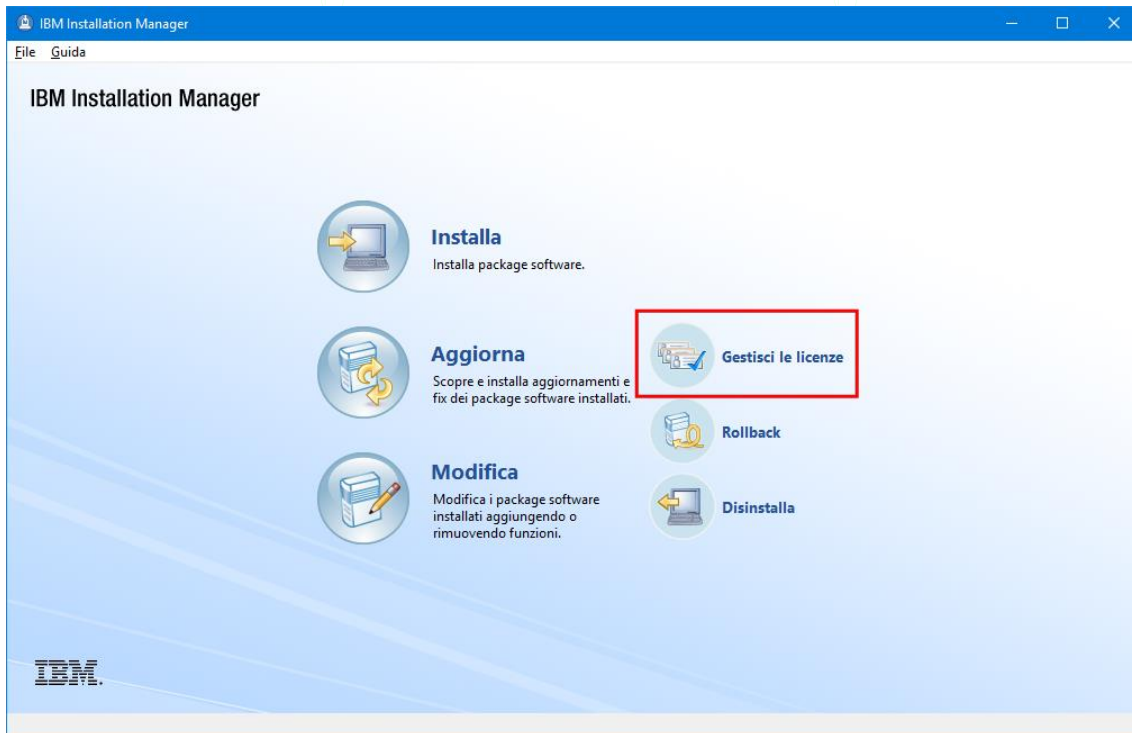 IBM Installation Manager
File Guida
IBM Installation Manager
Installa
Installa package software.
Aggiorna
Scopre e installa aggiornamenti e
fix dei package software installati.
Modifica
Modifica i package software
installati aggiungendo o
rimuovendo funzioni.
Gestisci le licenze
Rollback
Disinstalla
IBM.